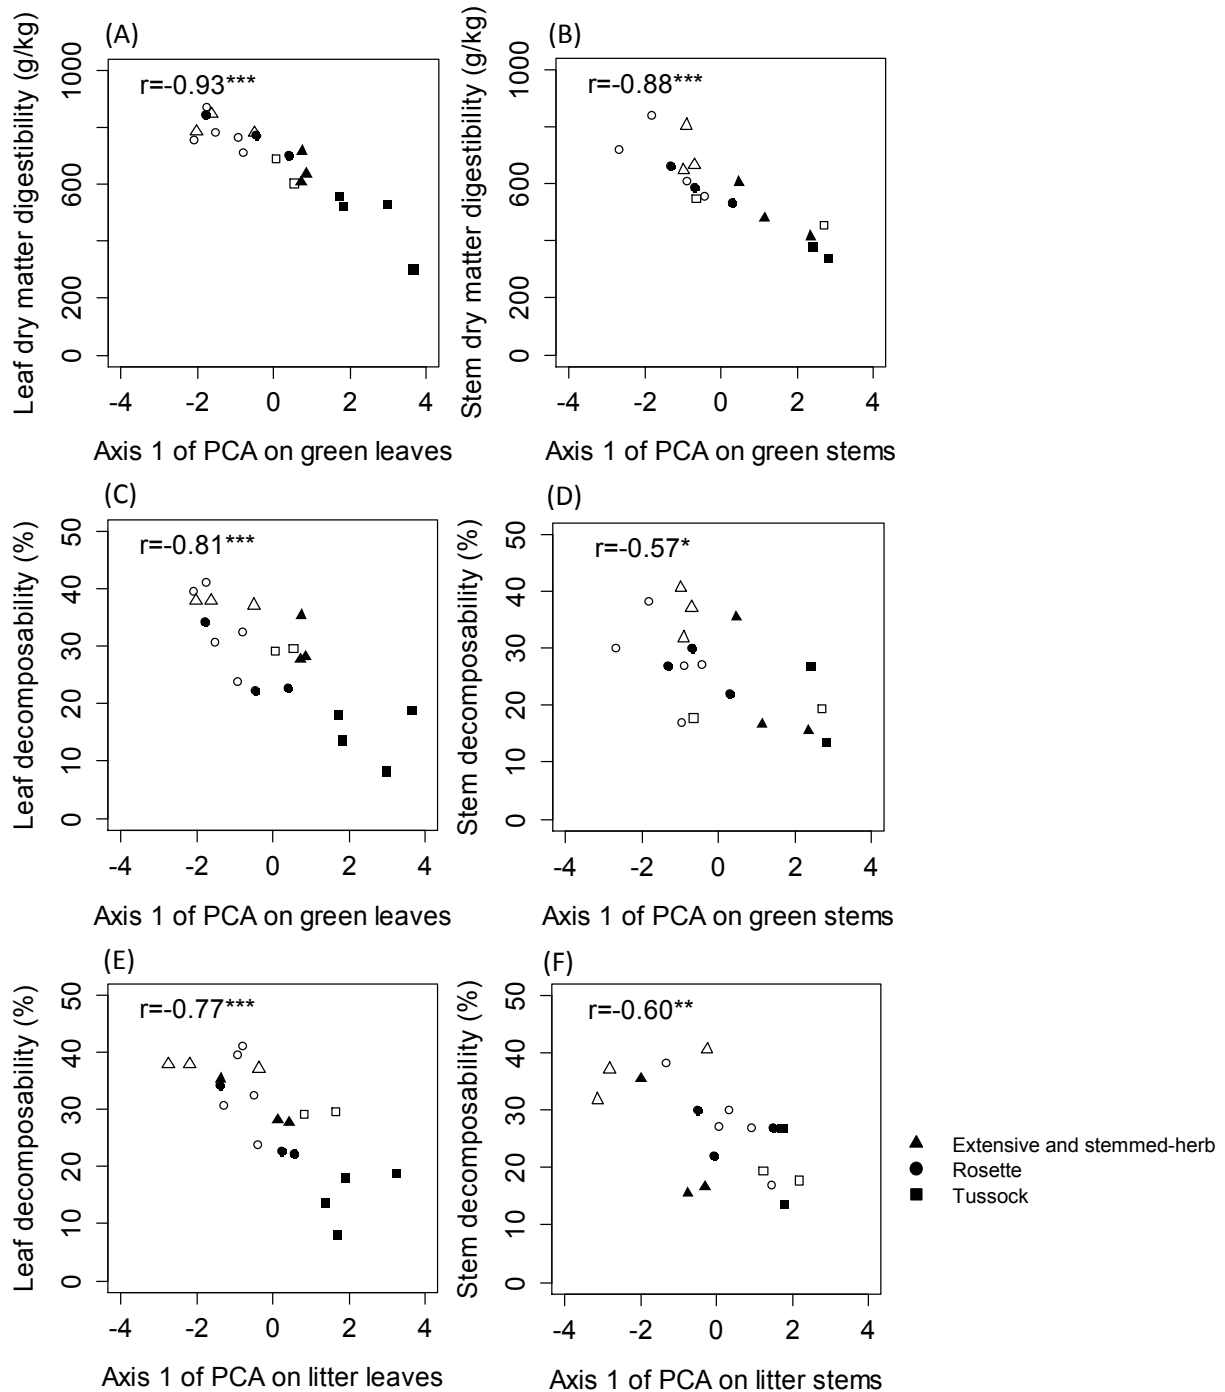 (A)
Leaf dry matter digestibility (g/kg)
1000
600
200
0
r=-0.93***
-4 -2 0 2 4
Axis 1 of PCA on green leaves
(B)
Stem dry matter digestibility (g/kg)
1000
600
200
0
r=-0.88***
-4 -2 0 2 4
Axis 1 of PCA on green stems
(C)
Leaf decomposability (%)
50
40
30
20
10
0
r=-0.81***
-4 -2 0 2 4
Axis 1 of PCA on green leaves
(D)
Stem decomposability (%)
50
40
30
20
10
0
r=-0.57*
-4 -2 0 2 4
Axis 1 of PCA on green stems
(E)
Leaf decomposability (%)
50
40
30
20
10
0
r=-0.77***
-4 -2 0 2 4
Axis 1 of PCA on litter leaves
(F)
Stem decomposability (%)
50
40
30
20
10
0
r=-0.60**
-4 -2 0 2 4
Axis 1 of PCA on litter stems
Extensive and stemmed-herb
Rosette
Tussock